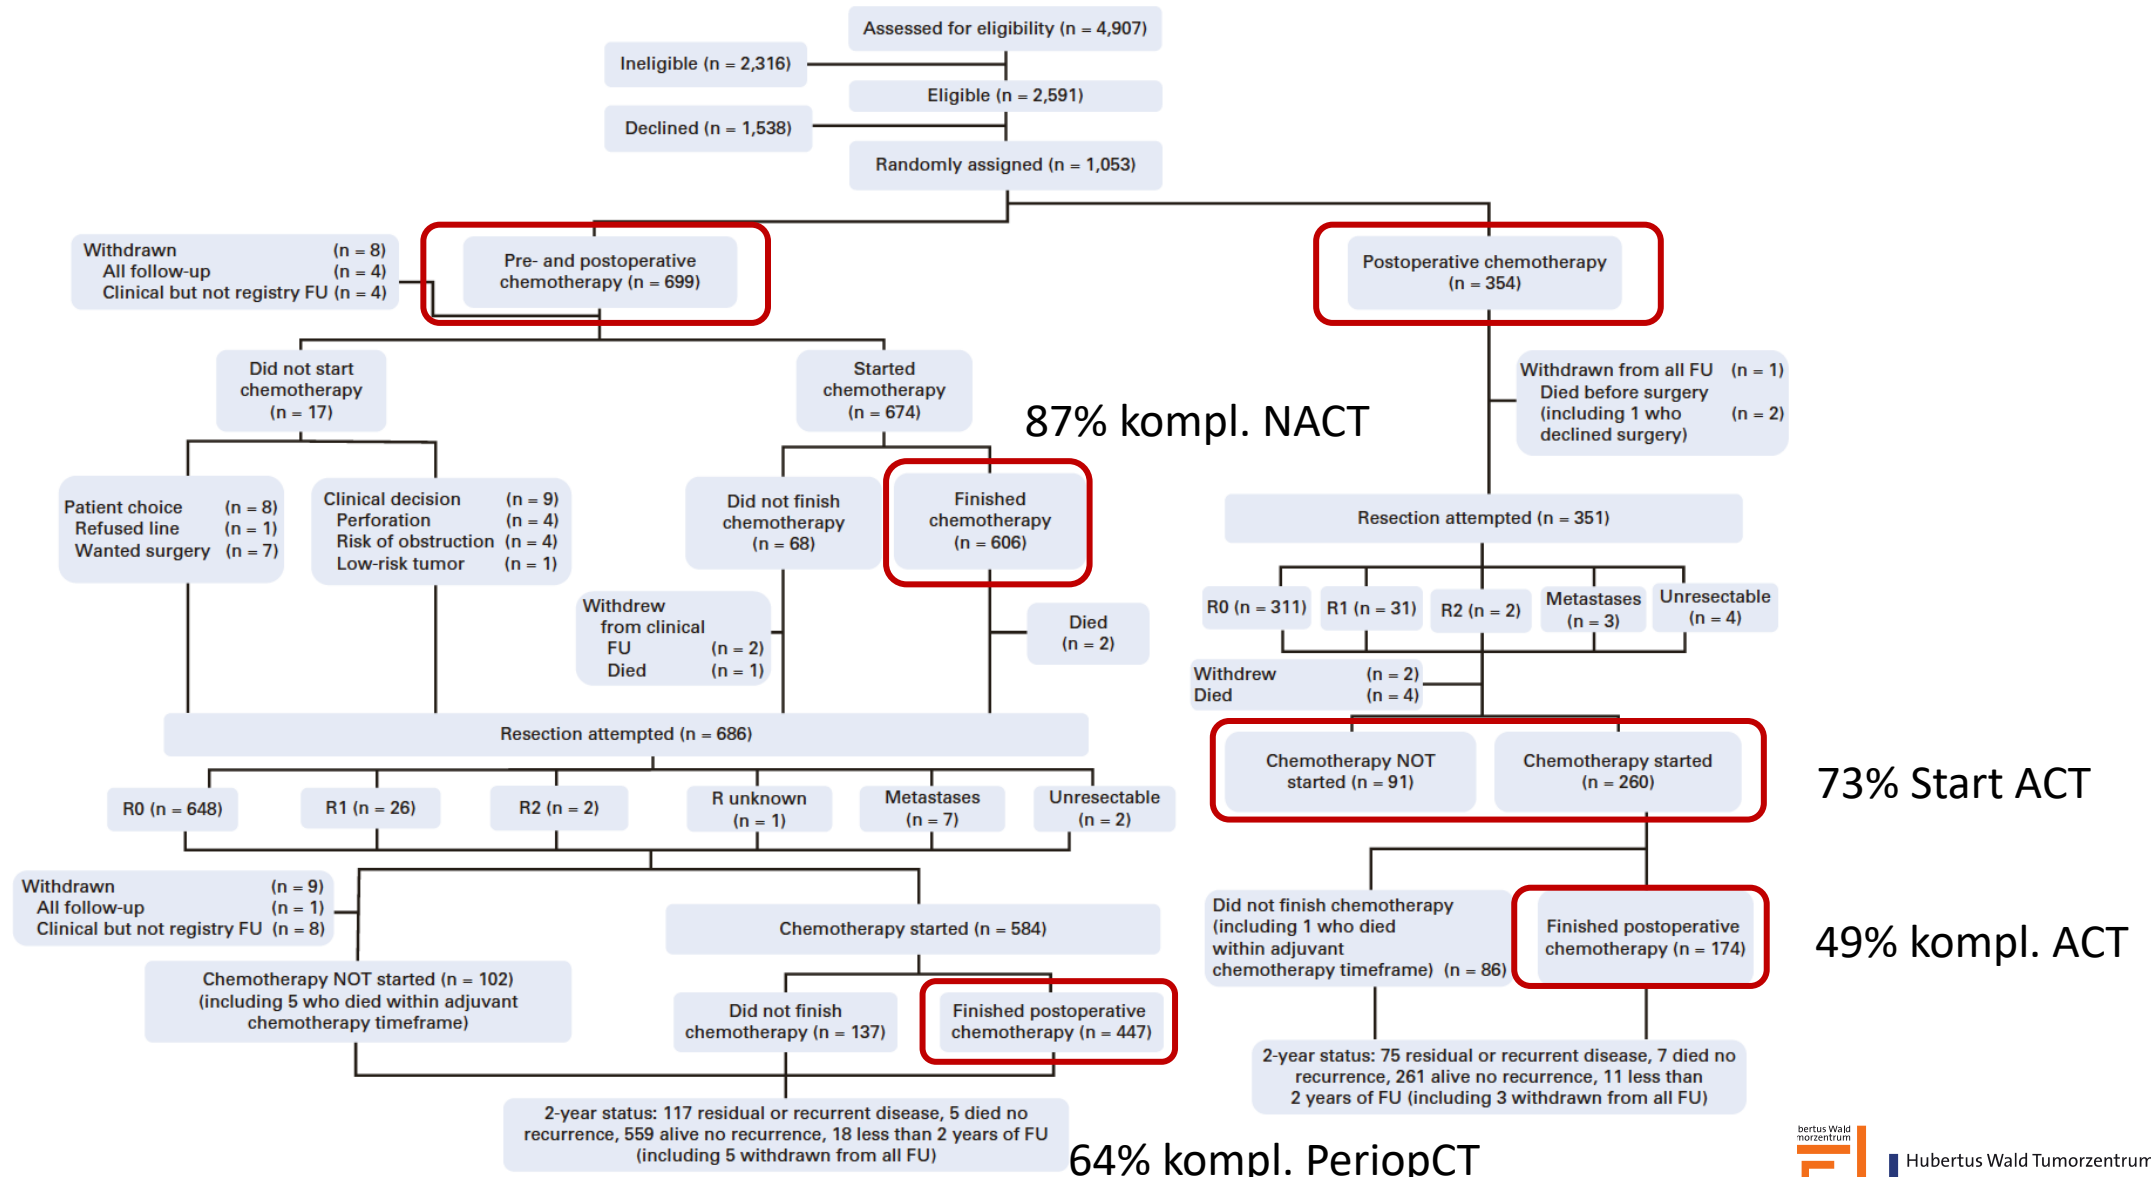 Assessed for eligibility (n = 4,907)
Ineligible (n = 2,316)
Eligible (n = 2,591)
Declined (n = 1,538)
Randomly assigned (n = 1,053)
Withdrawn (n = 8)
All follow-up (n = 4)
Clinical but not registry FU (n = 4)
Pre- and postoperative
chemotherapy (n = 699)
Postoperative chemotherapy
(n = 354)
Did not start
chemotherapy
(n = 17)
Started
chemotherapy
(n = 674)
87% kompl. NACT
Withdrawn from all FU (n = 1)
Died before surgery
(including 1 who (n = 2)
declined surgery)
Patient choice (n = 8)
Refused line (n = 1)
Wanted surgery (n = 7)
Clinical decision (n = 9)
Perforation (n = 4)
Risk of obstruction (n = 4)
Low-risk tumor (n = 1)
Did not finish
chemotherapy
(n = 68)
Finished
chemotherapy
(n = 606)
Resection attempted (n = 351)
Withdrew
from clinical
FU (n = 2)
Died (n = 1)
Died
(n = 2)
R0 (n = 311)
R1 (n = 31)
R2 (n = 2)
Metastases
(n = 3)
Unresectable
(n = 4)
Withdrew (n = 2)
Died (n = 4)
Resection attempted (n = 686)
Chemotherapy NOT
started (n = 91)
Chemotherapy started
(n = 260)
73% Start ACT
R0 (n = 648)
R1 (n = 26)
R2 (n = 2)
R unknown
(n = 1)
Metastases
(n = 7)
Unresectable
(n = 2)
Withdrawn (n = 9)
All follow-up (n = 1)
Clinical but not registry FU (n = 8)
Chemotherapy started (n = 584)
Did not finish chemotherapy
(including 1 who died
within adjuvant
chemotherapy timeframe) (n = 86)
Finished postoperative
chemotherapy (n = 174)
49% kompl. ACT
Chemotherapy NOT started (n = 102)
(including 5 who died within adjuvant
chemotherapy timeframe)
Did not finish
chemotherapy (n = 137)
Finished postoperative
chemotherapy (n = 447)
2-year status: 75 residual or recurrent disease, 7 died no
recurrence, 261 alive no recurrence, 11 less than
2 years of FU (including 3 withdrawn from all FU)
2-year status: 117 residual or recurrent disease, 5 died no
recurrence, 559 alive no recurrence, 18 less than 2 years of FU
(including 5 withdrawn from all FU)
64% kompl. PeriopCT
bertus Wald
morzentrum
Hubertus Wald Tumorzentrum